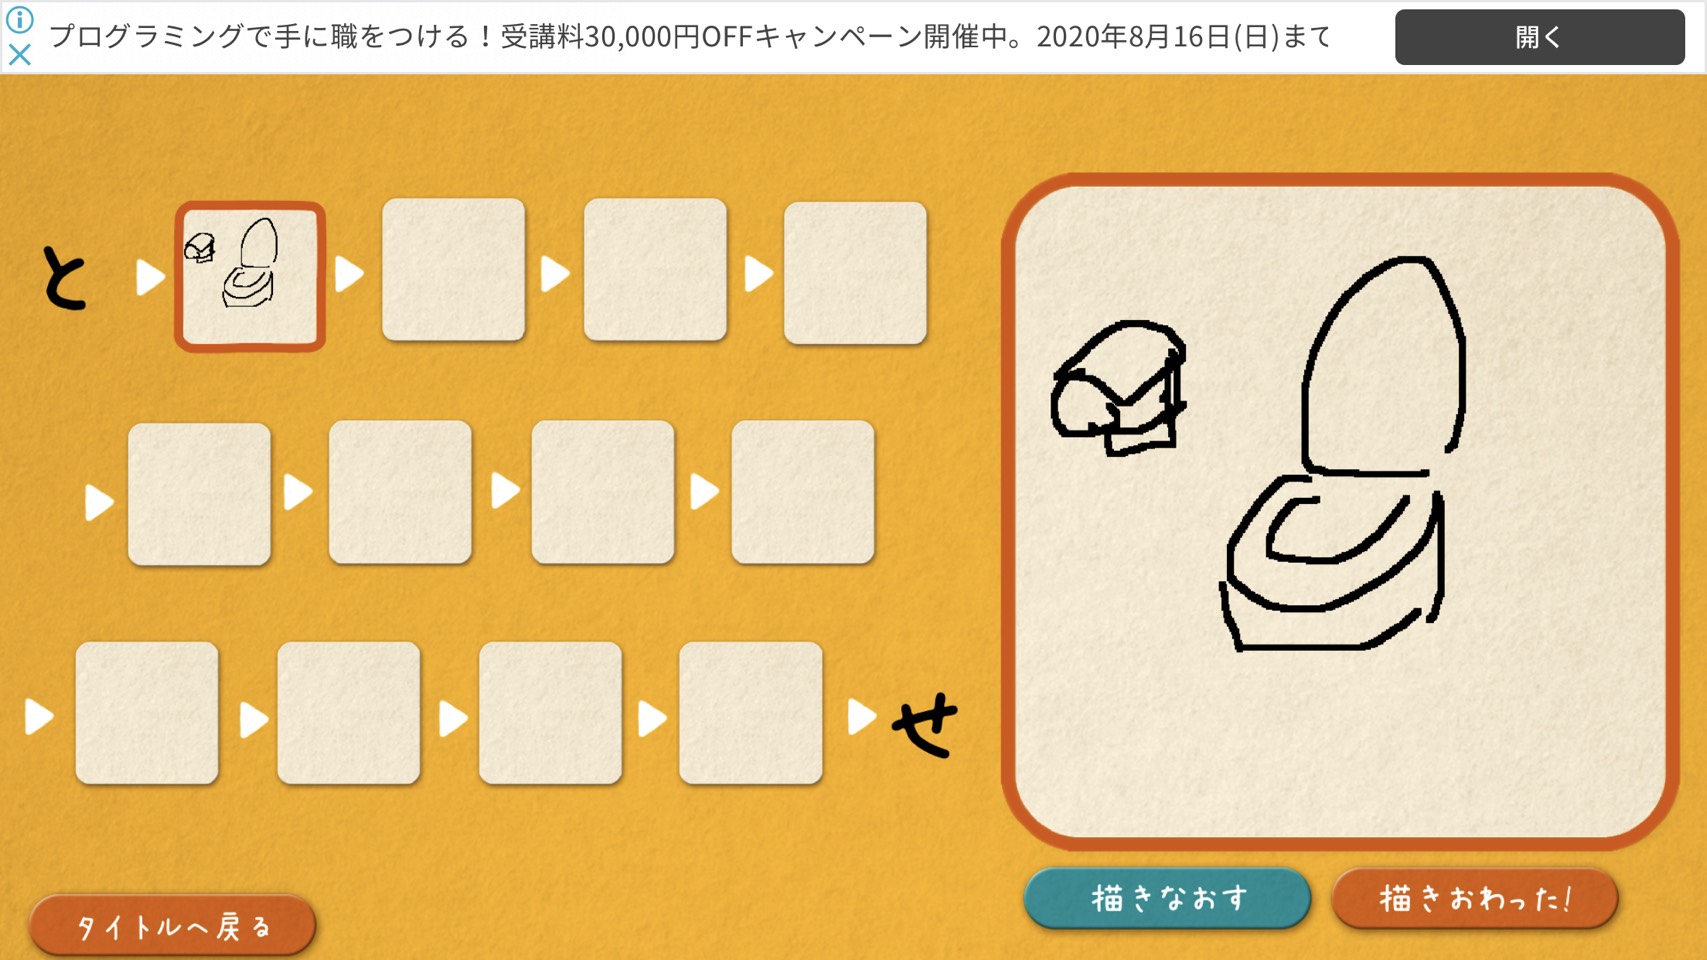 プログラミングで手に職をつける！受講料30,000円OFFキャンペーン開催中。2020年8月16日(日)まで
開く
と
せ
描きなおす
描きおわった!
タイトルへ戻る